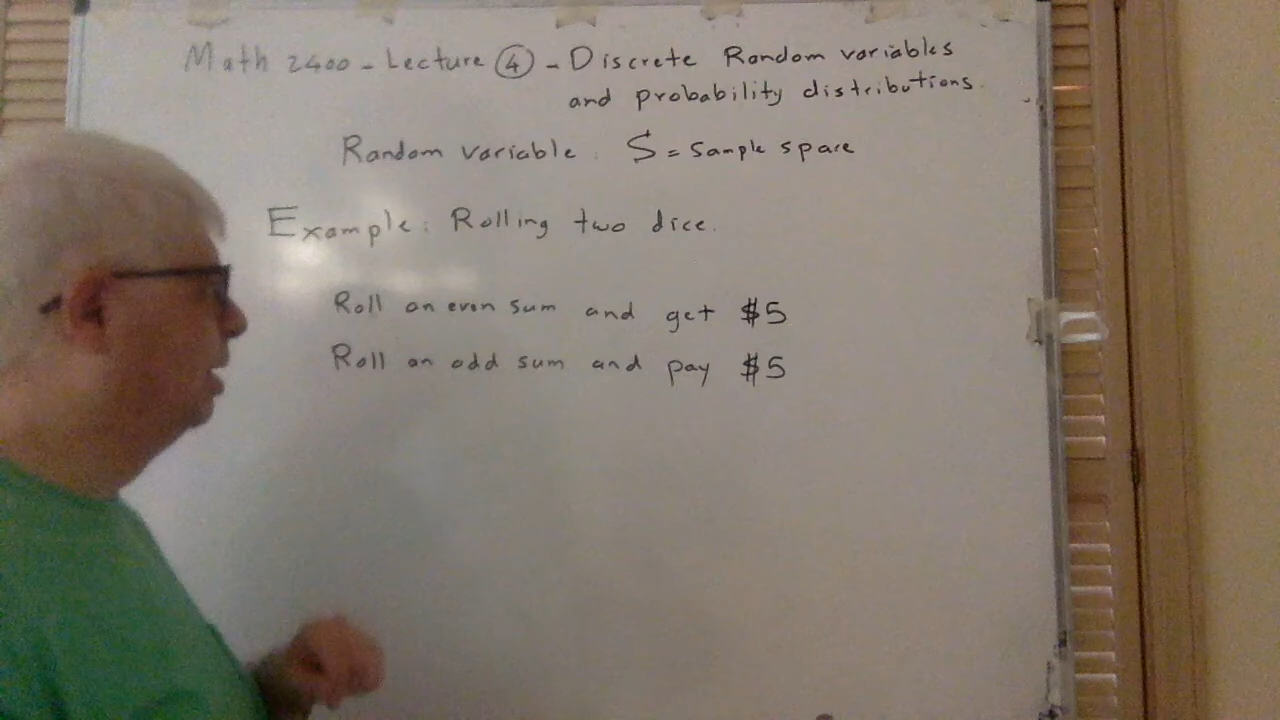 Math 2400 - Lecture ④ - Discrete Random variables
and probability distributions.
Random variable: S = sample space
Example: Rolling two dice.
Roll an even sum and get $5
Roll an odd sum and pay $5